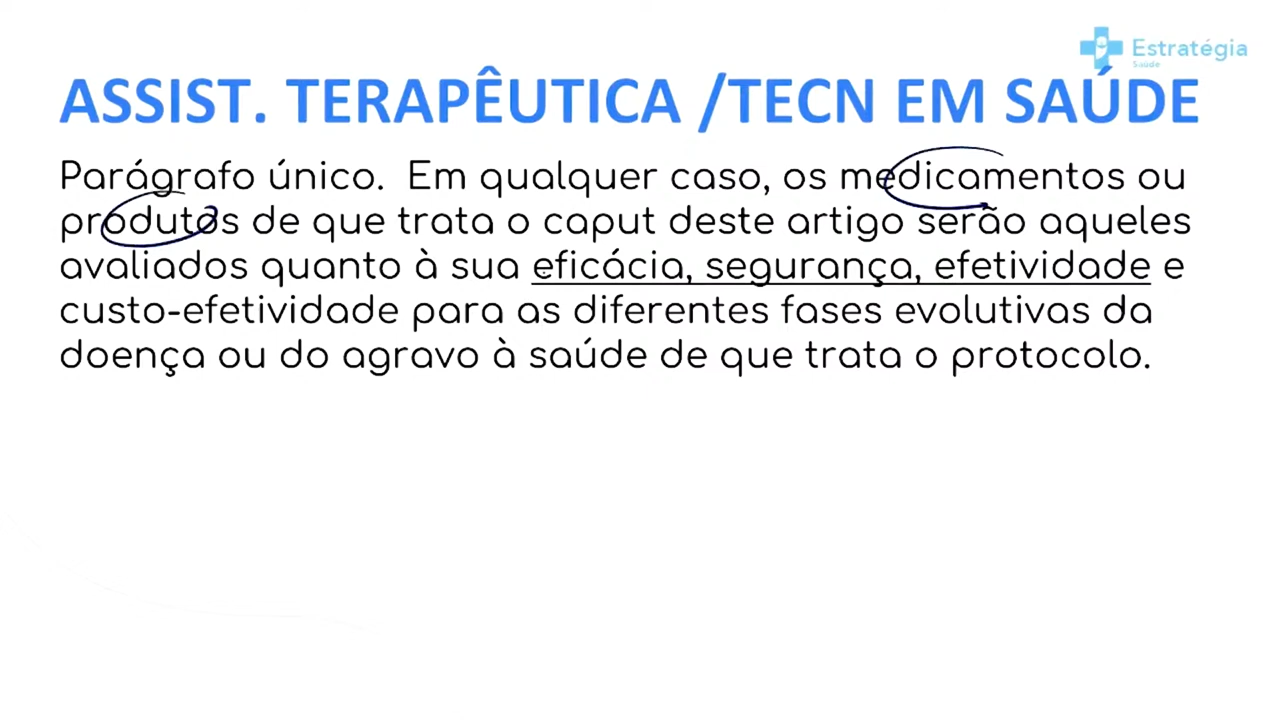 Estratégia
Saúde
ASSIST. TERAPÊUTICA /TECN EM SAÚDE
Parágrafo único. Em qualquer caso, os medicamentos ou
produtos de que trata o caput deste artigo serão aqueles
avaliados quanto à sua eficácia, segurança, efetividade e
custo-efetividade para as diferentes fases evolutivas da
doença ou do agravo à saúde de que trata o protocolo.